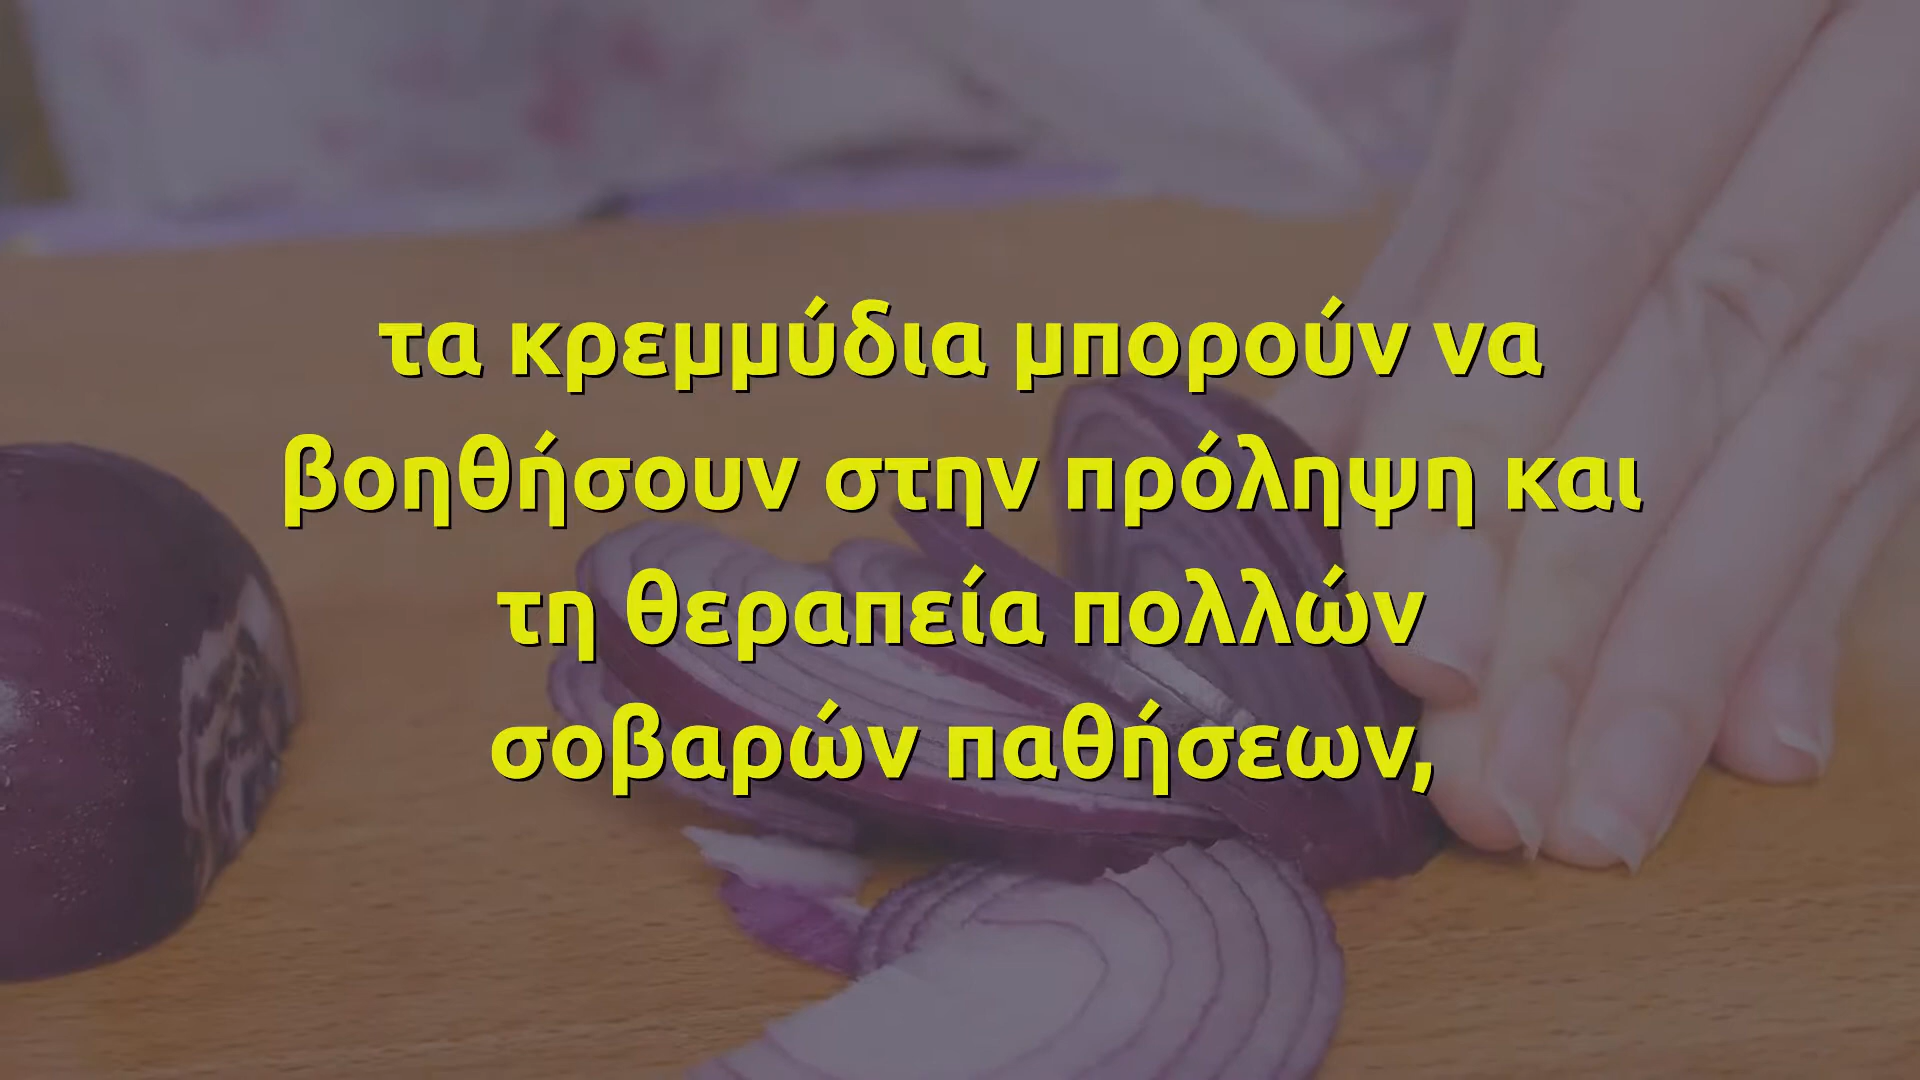 τα κρεμμύδια μπορούν να
βοηθήσουν στην πρόληψη και
τη θεραπεία πολλών
σοβαρών παθήσεων,